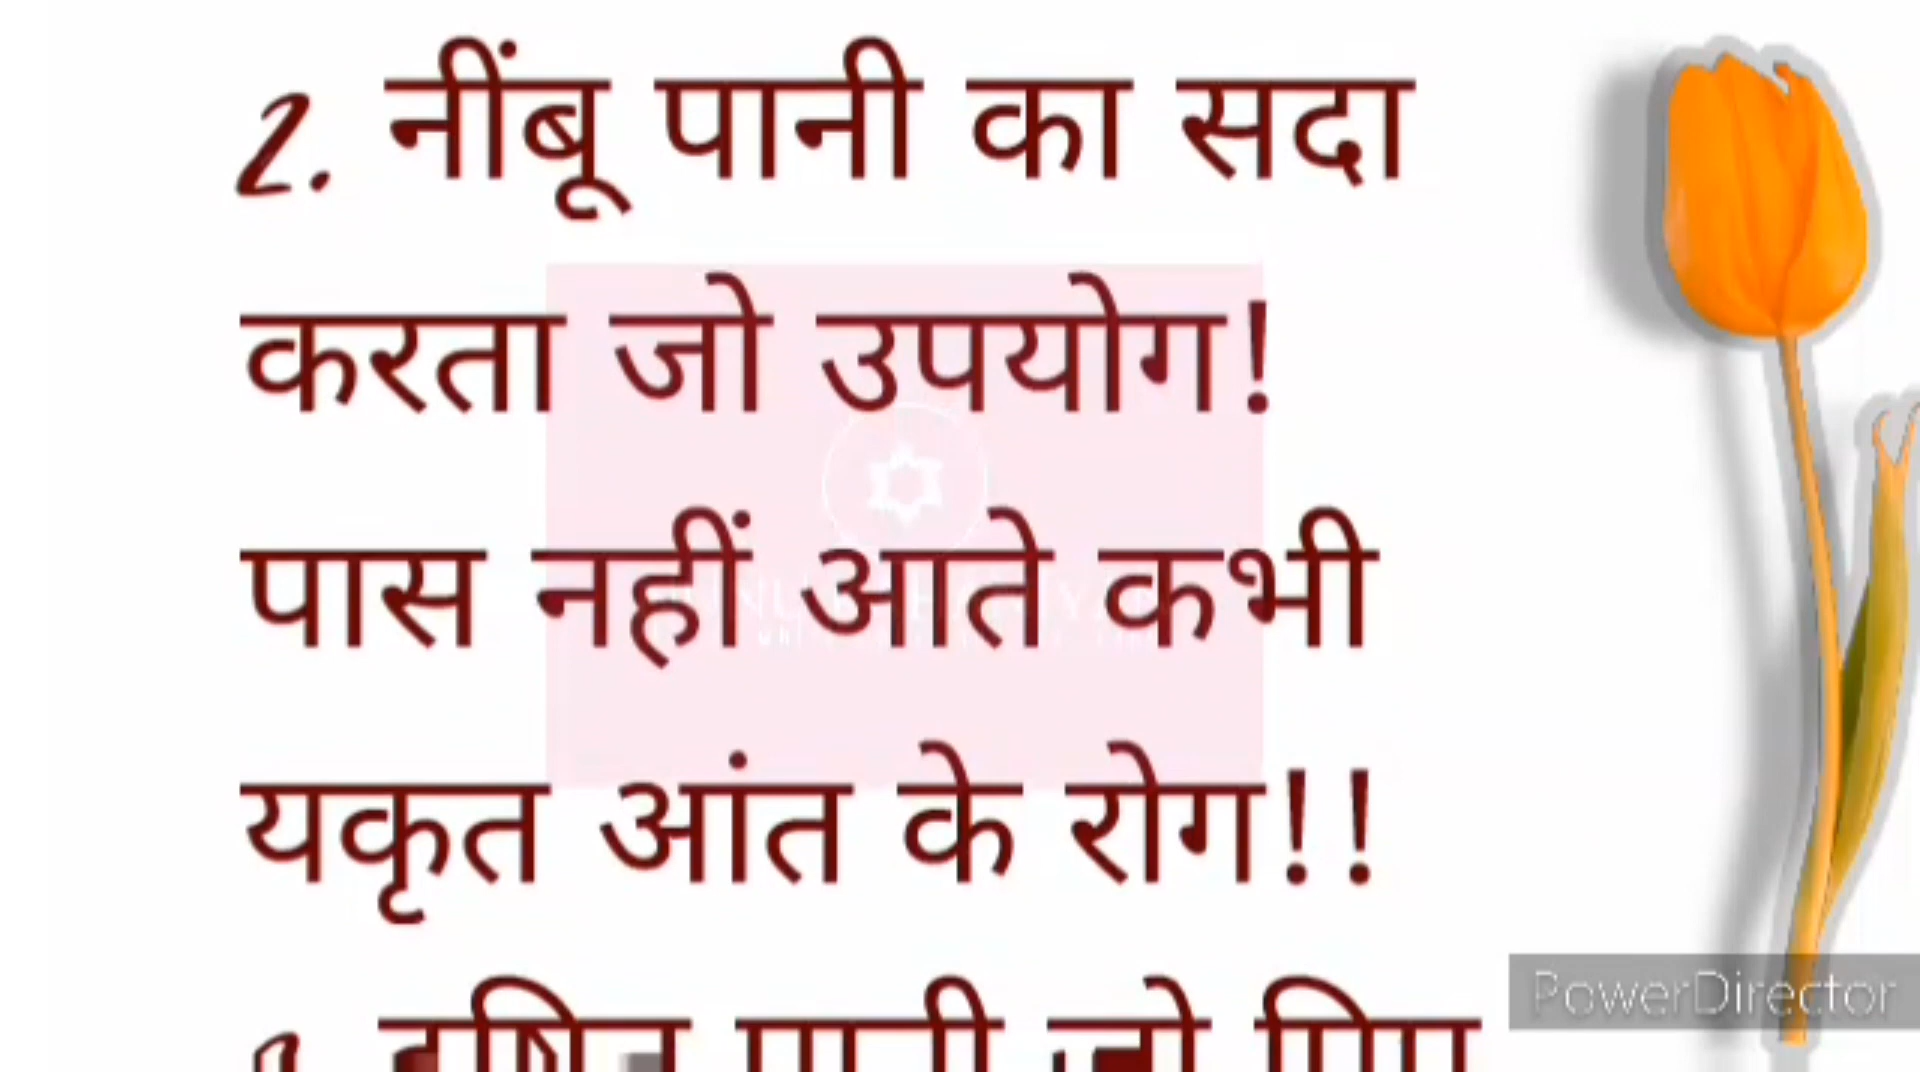 2. नींबू पानी का सदा
करता जो उपयोग!
पास नहीं आते कभी
यकृत आंत के रोग!!
PowerDirector